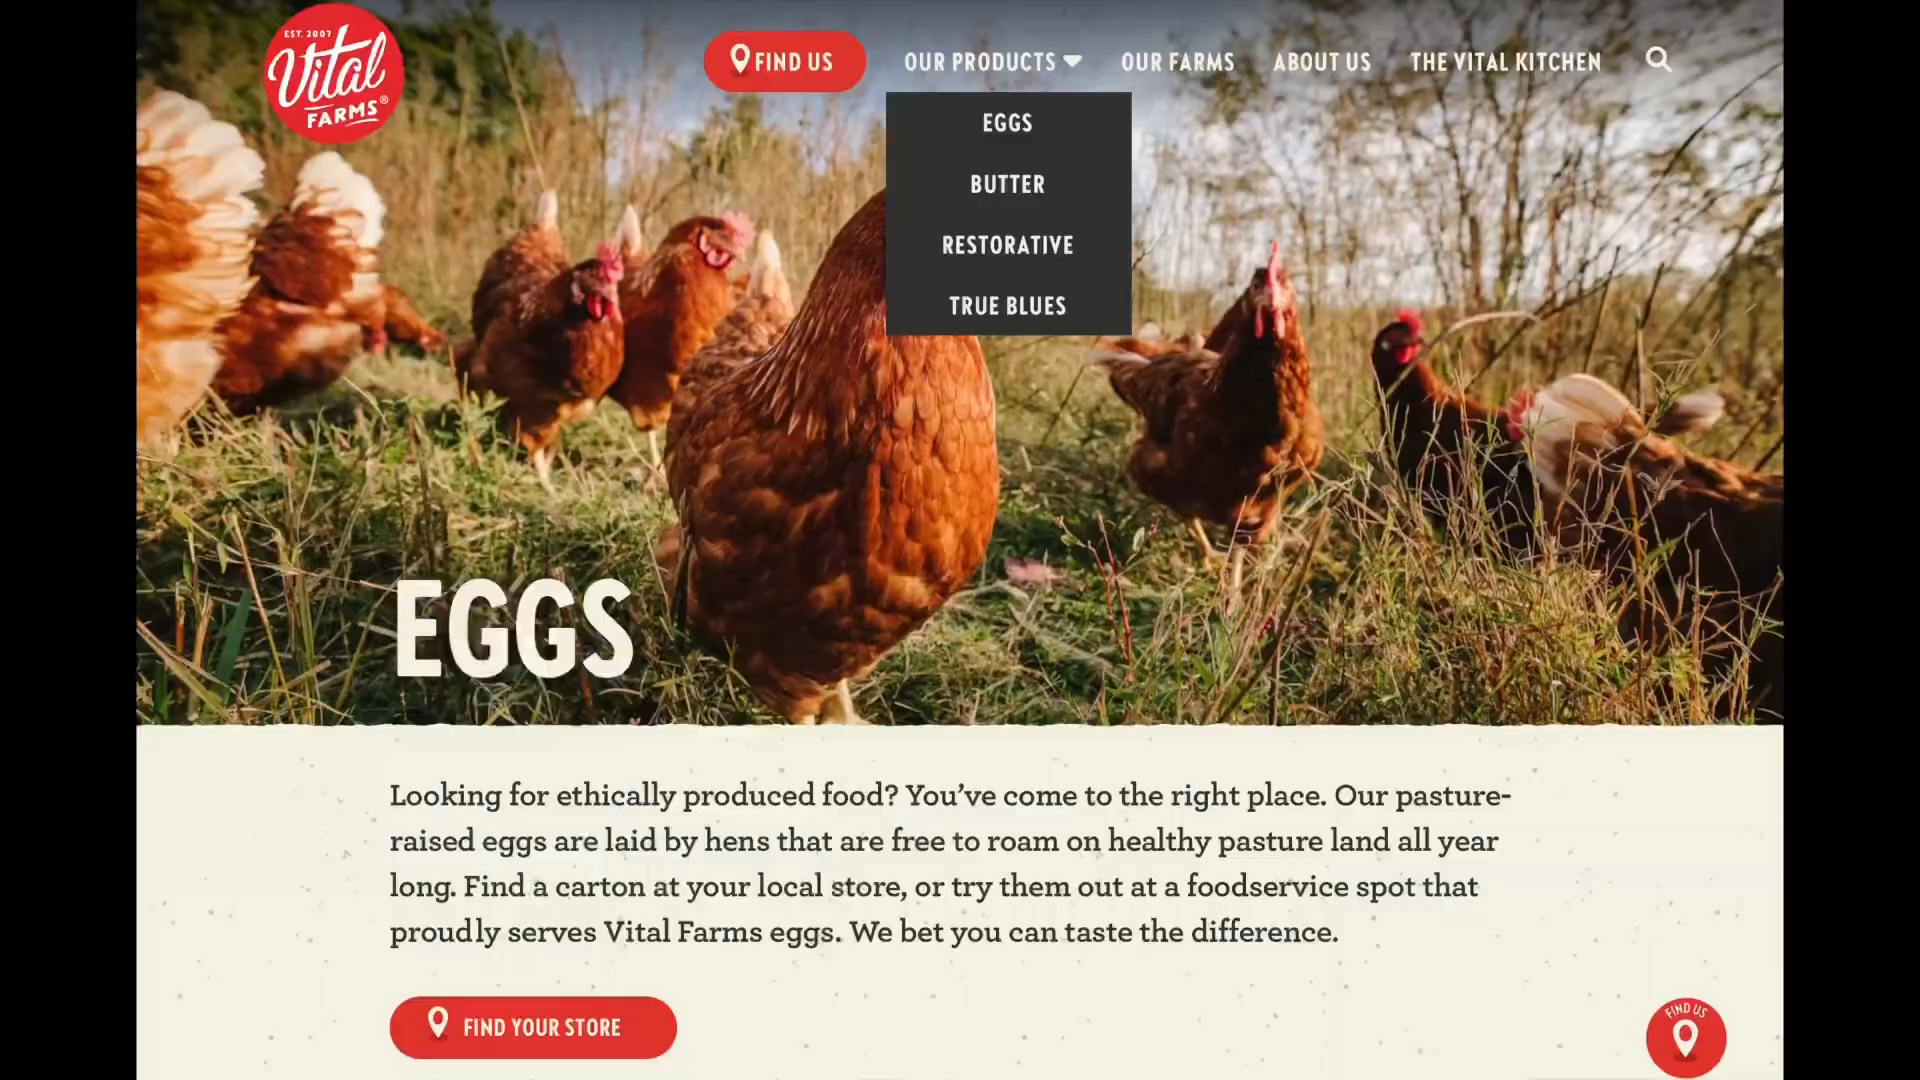 EST. 2007
Vital
FARMS®
FIND US
OUR PRODUCTS
OUR FARMS
ABOUT US
THE VITAL KITCHEN
EGGS
BUTTER
RESTORATIVE
TRUE BLUES
EGGS
Looking for ethically produced food? You’ve come to the right place. Our pasture-
raised eggs are laid by hens that are free to roam on healthy pasture land all year
long. Find a carton at your local store, or try them out at a foodservice spot that
proudly serves Vital Farms eggs. We bet you can taste the difference.
FIND YOUR STORE
FIND US